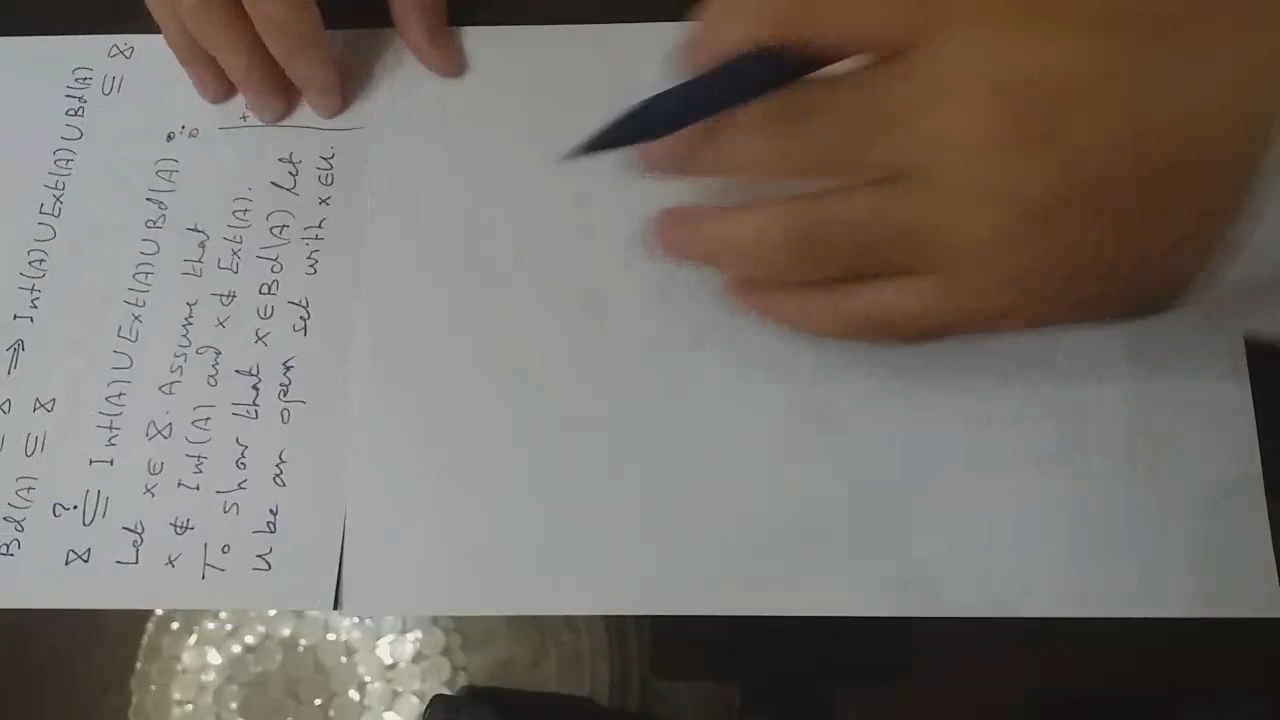 Bd(A) ⊆ X ⇒ Int(A) ∪ Ext(A) ∪ Bd(A) ⊆ X.
X ⊆? Int(A) ∪ Ext(A) ∪ Bd(A) :
Let x ∈ X. Assume that
x ∉ Int(A) and x ∉ Ext(A).
To show that x ∈ Bd(A) let
U be an open set with x ∈ U.